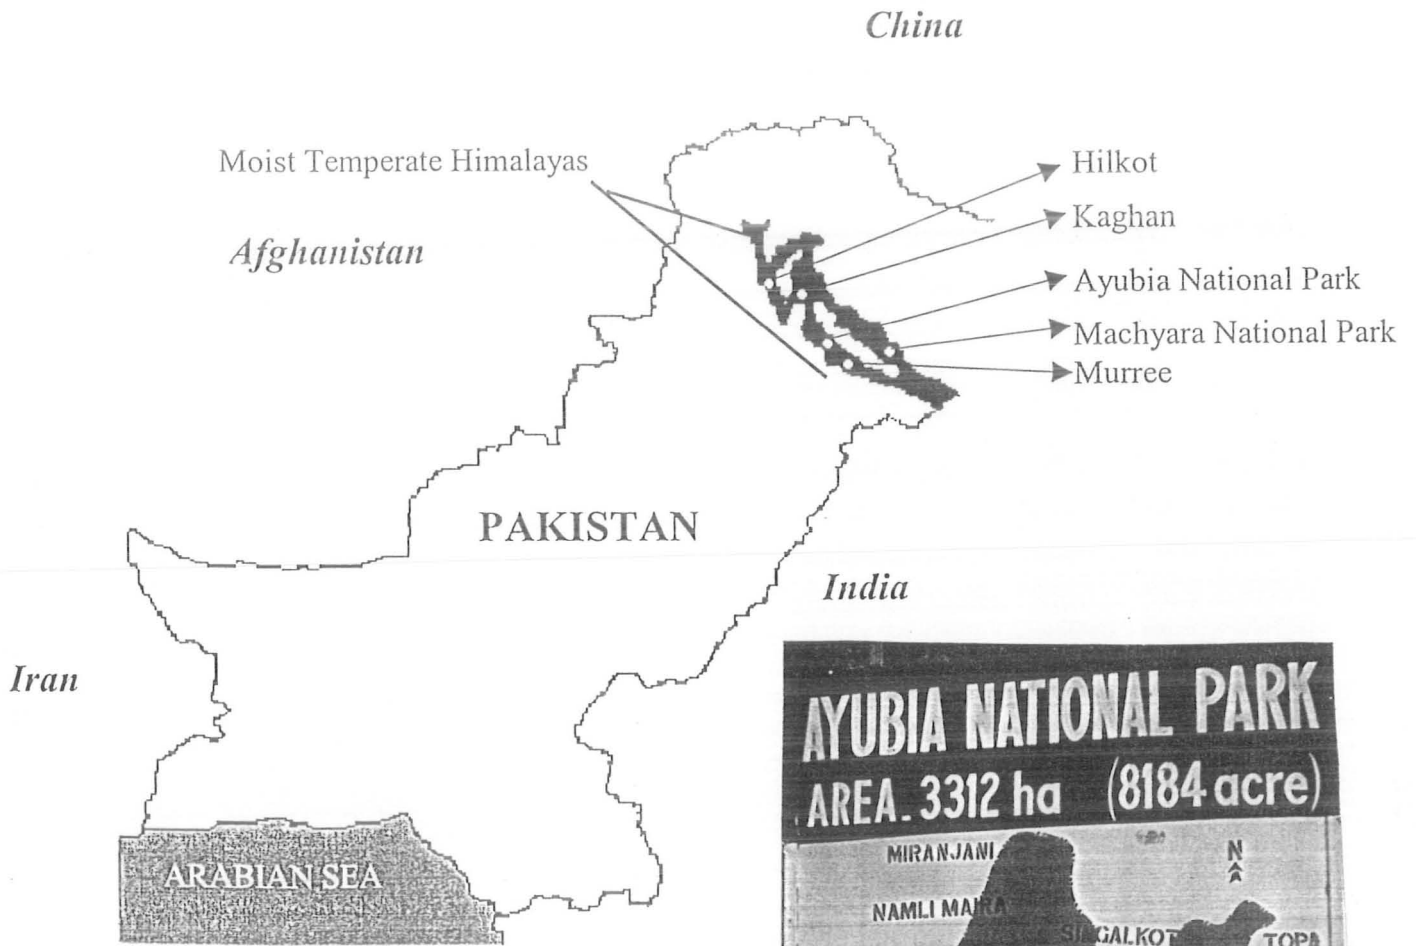 China
Moist Temperate Himalayas
Hilkot
Kaghan
Afghanistan
Ayubia National Park
Machyara National Park
Murree
PAKISTAN
India
Iran
AYUBIA NATIONAL PARK
AREA. 3312 ha (8184 acre)
MIRANJANI
N
NAMLI MAIRA
ARABIAN SEA
SINGALKOT
TOPA